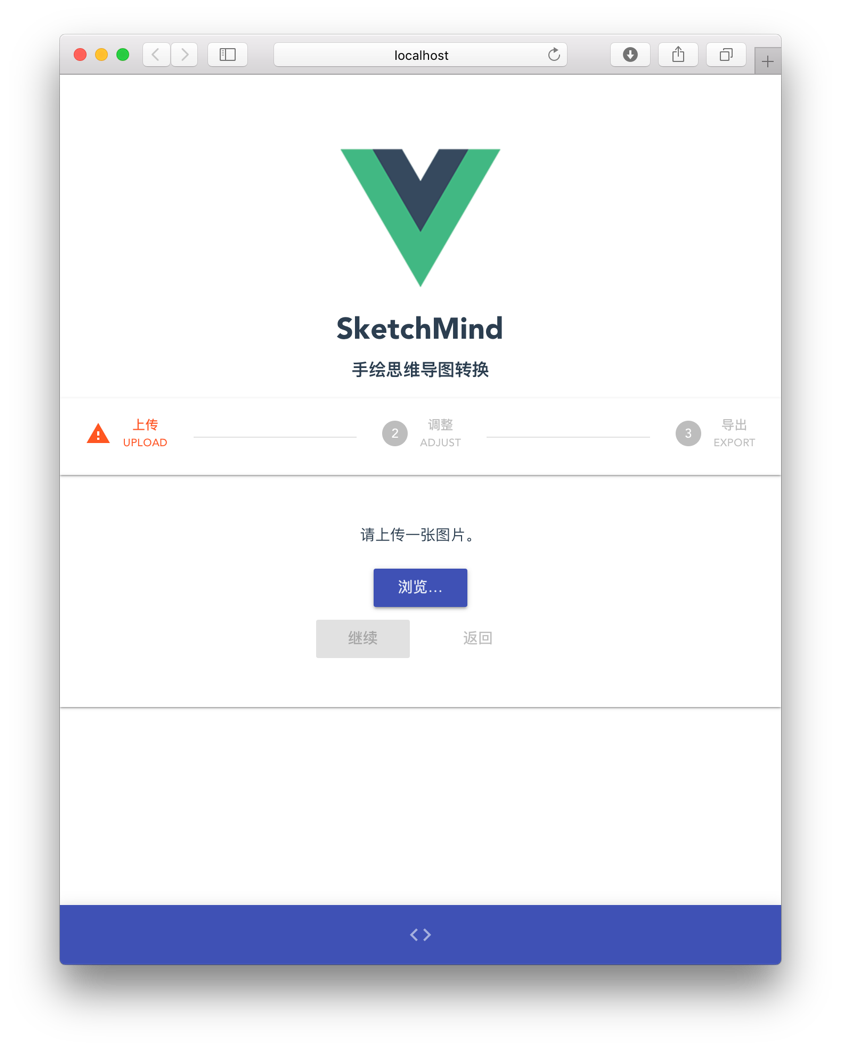 localhost
SketchMind
手绘思维导图转换
上传
UPLOAD
2
调整
ADJUST
3
导出
EXPORT
请上传一张图片。
浏览...
继续
返回